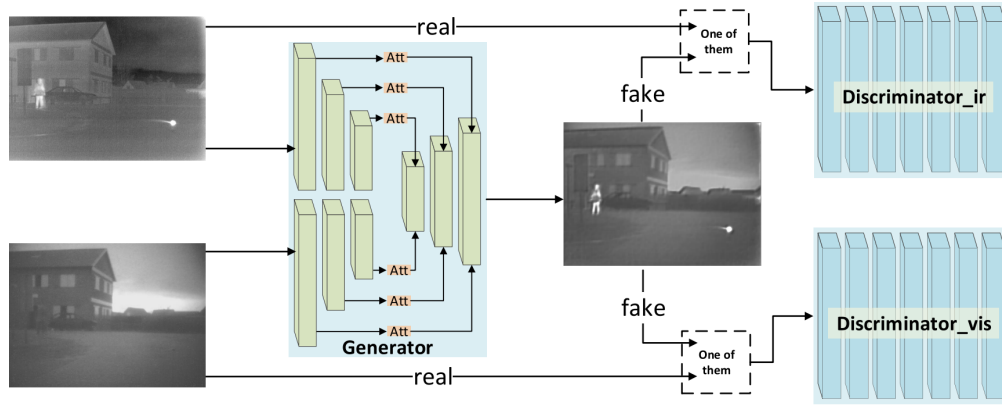 real
One of
them
Att
Att
Att
fake
Discriminator_ir
Att
Att
Att
Generator
fake
Discriminator_vis
One of
them
real